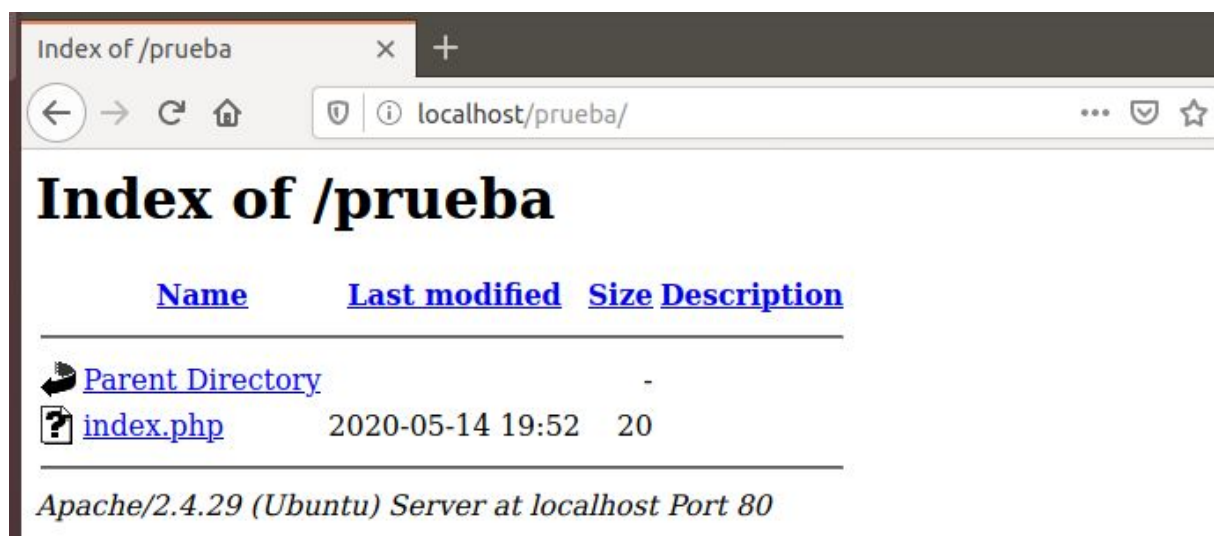 Index of /prueba
localhost/prueba/
Index of /prueba
Name Last modified Size Description
Parent Directory -
index.php 2020-05-14 19:52 20
Apache/2.4.29 (Ubuntu) Server at localhost Port 80